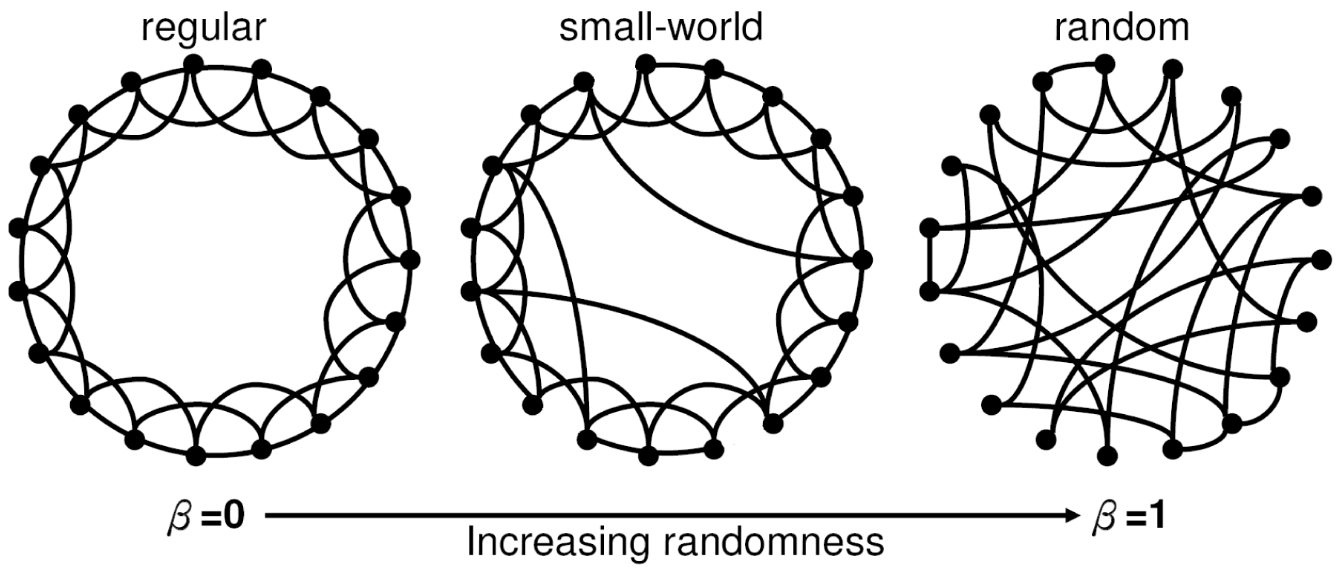 regular small-world random
β=0 β=1
Increasing randomness